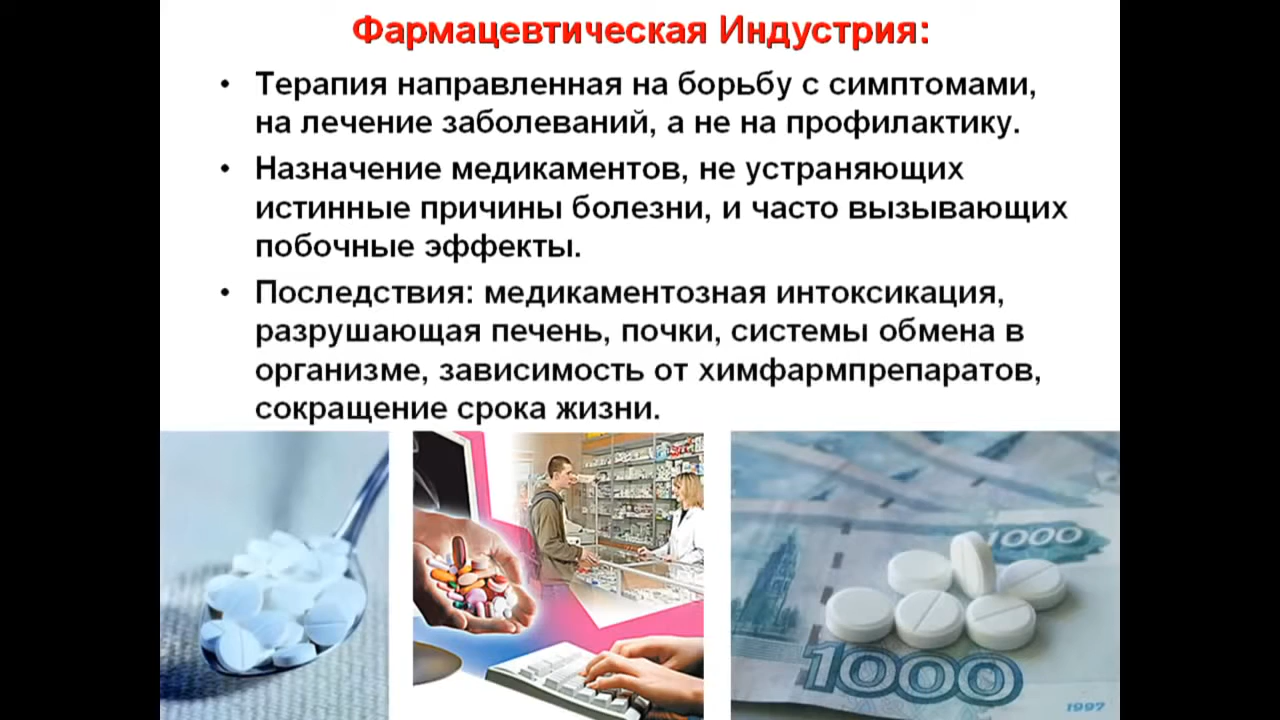 Фармацевтическая Индустрия:
• Терапия направленная на борьбу с симптомами,
на лечение заболеваний, а не на профилактику.
• Назначение медикаментов, не устраняющих
истинные причины болезни, и часто вызывающих
побочные эффекты.
• Последствия: медикаментозная интоксикация,
разрушающая печень, почки, системы обмена в
организме, зависимость от химфармпрепаратов,
сокращение срока жизни.
1000
1000
1997